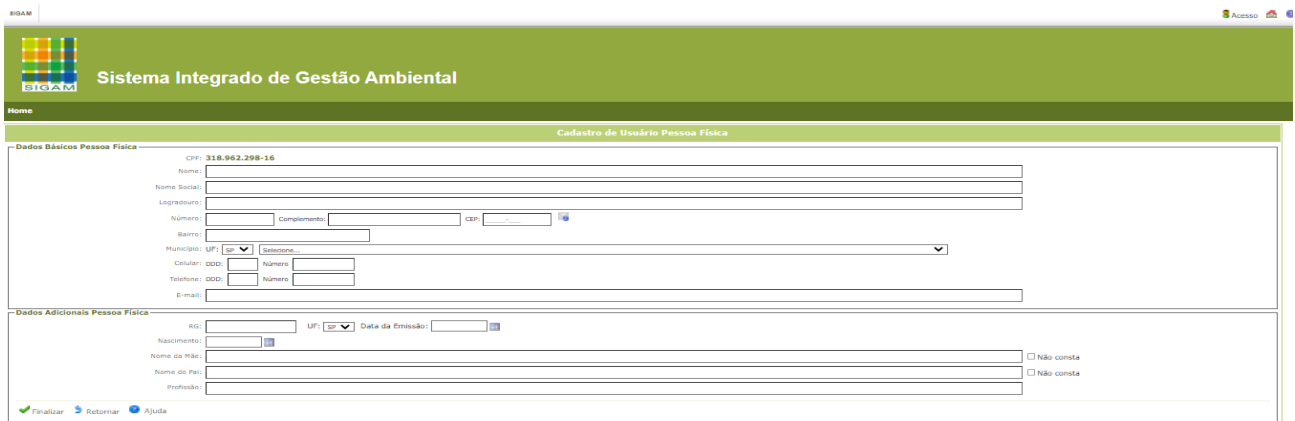 SIGAM
Acesso
SIGAM
Sistema Integrado de Gestão Ambiental
Home
Cadastro de Usuário Pessoa Física
Dados Básicos Pessoa Física
CPF: 318.962.298-16
Nome:
Nome Social:
Logradouro:
Número: Complemento: CEP: _____-___
Bairro:
Município: UF: SP Selecione...
Celular: DDD: Número
Telefone: DDD: Número
E-mail:
Dados Adicionais Pessoa Física
RG: UF: SP Data da Emissão:
Nascimento:
Nome da Mãe: Não consta
Nome do Pai: Não consta
Profissão:
Finalizar Retornar Ajuda